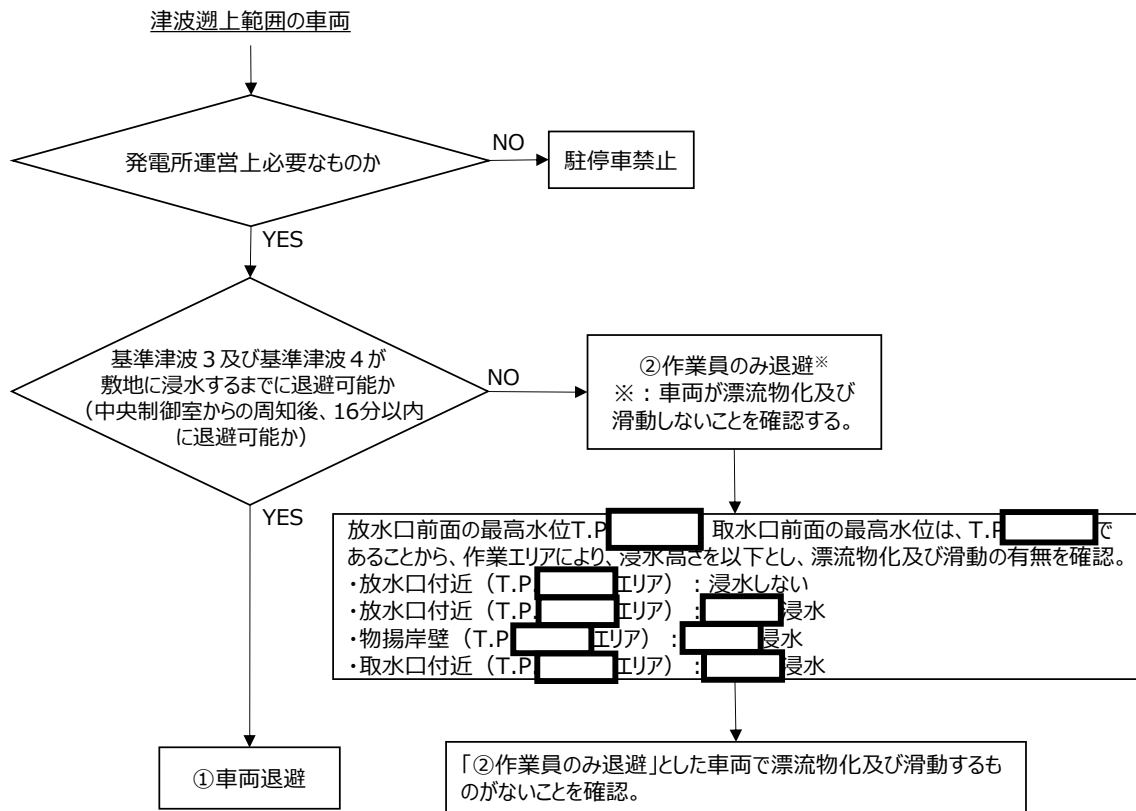 津波遡上範囲の車両
発電所運営上必要なものか
NO
駐停車禁止
YES
基準津波３及び基準津波４が
敷地に浸水するまでに退避可能か
（中央制御室からの周知後、16分以内
に退避可能か）
NO
②作業員のみ退避※
※：車両が漂流物化及び
滑動しないことを確認する。
YES
放水口前面の最高水位T.P 取水口前面の最高水位は、T.P で
あることから、作業エリアにより、浸水高さを以下とし、漂流物化及び滑動の有無を確認。
・放水口付近（T.P. エリア）：浸水しない
・放水口付近（T.P. エリア）： 浸水
・物揚岸壁（T.P エリア）： 浸水
・取水口付近（T.P. エリア）： 浸水
①車両退避
「②作業員のみ退避」とした車両で漂流物化及び滑動するも
のがないことを確認。